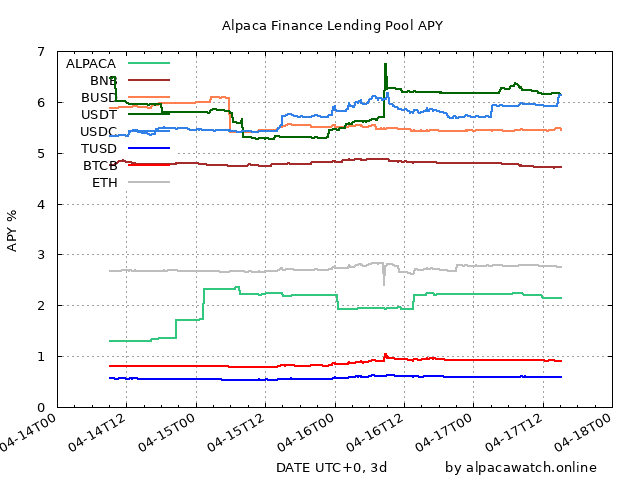 Alpaca Finance Lending Pool APY
7
6
5
4
3
2
1
0
APY %
ALPACA
BNB
BUSD
USDT
USDC
TUSD
BTCB
ETH
04-14T00
04-14T12
04-15T00
04-15T12
04-16T00
04-16T12
04-17T00
04-17T12
04-18T00
DATE UTC+0, 3d
by alpacawatch.online